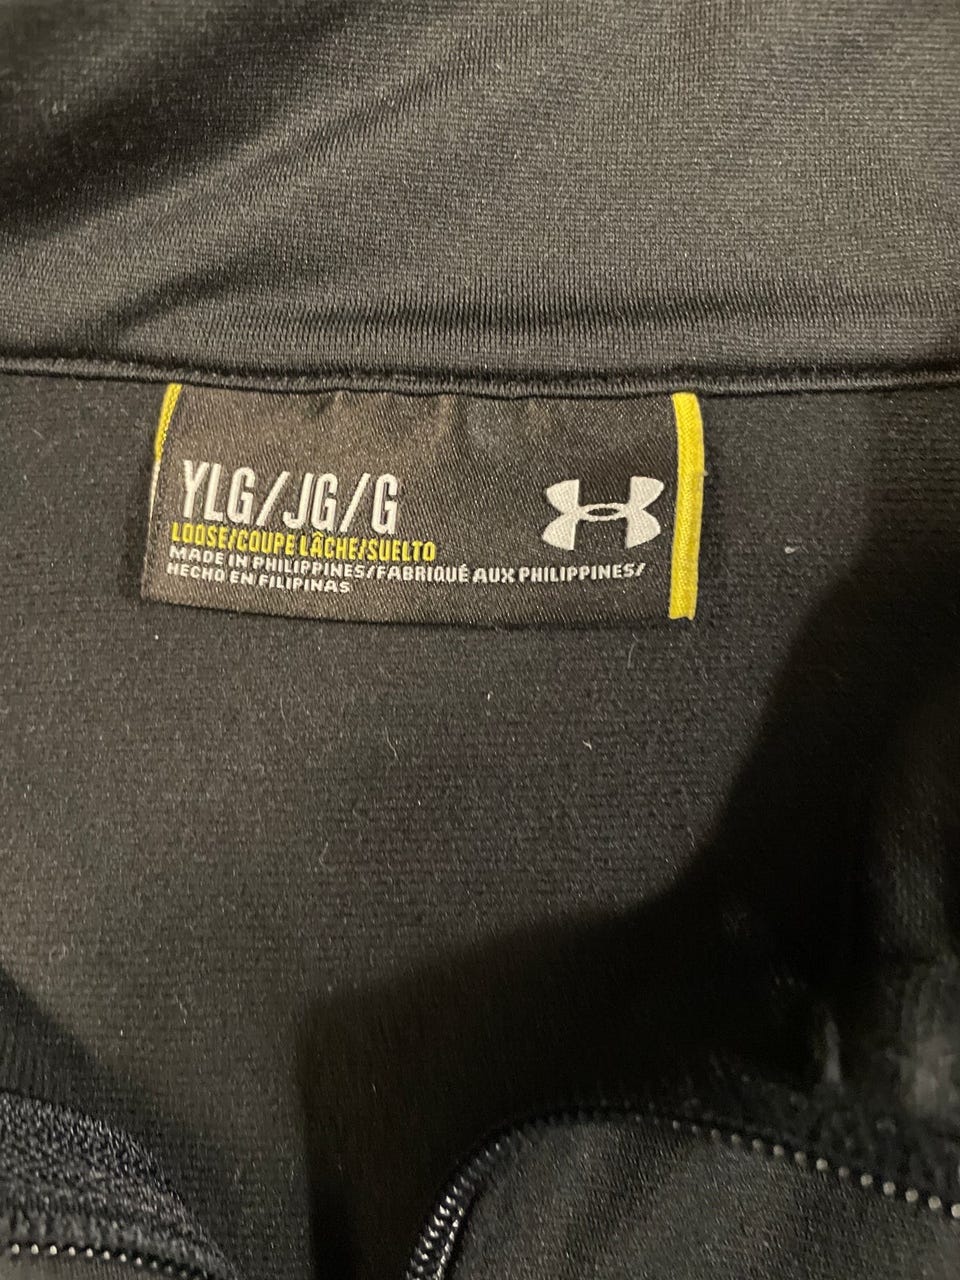 YLG/JG/G
LOOSE/COUPE LÂCHE/SUELTO
MADE IN PHILIPPINES/FABRIQUÉ AUX PHILIPPINES/
HECHO EN FILIPINAS